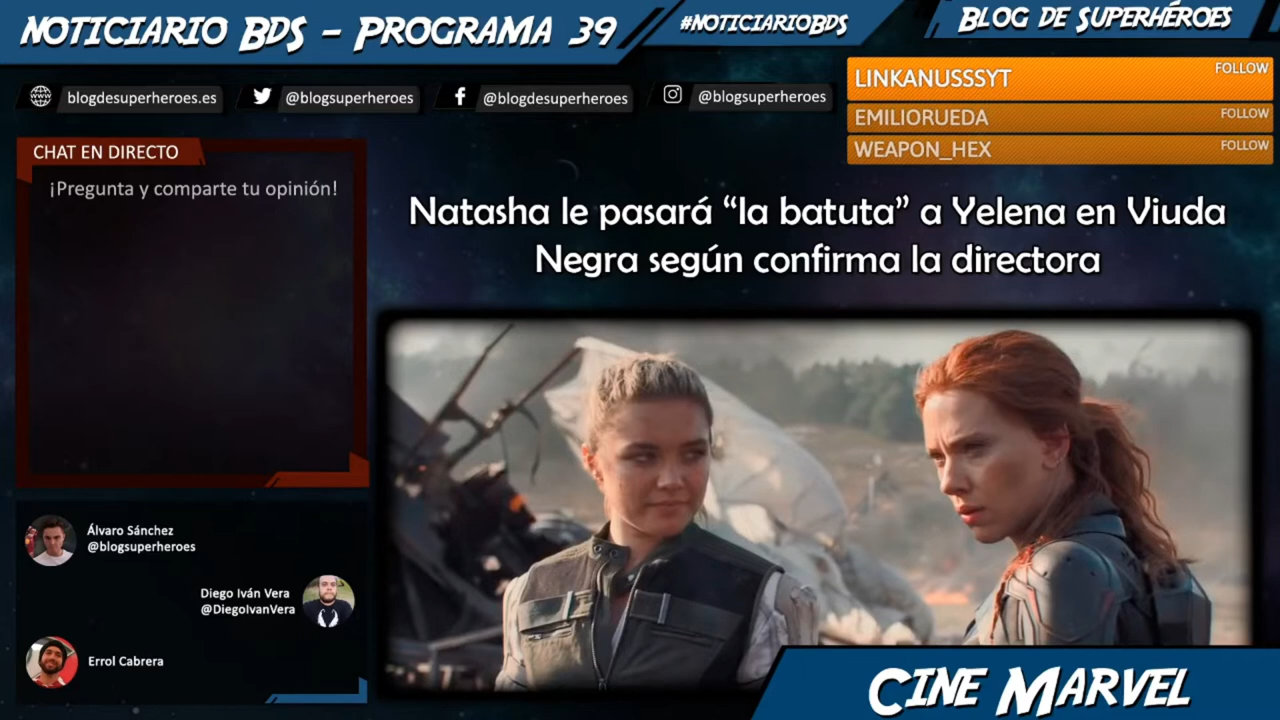 NOTICIARIO BDS - PROGRAMA 39
#NOTICIARIOBDS
BLOG DE SUPERHÉROES
blogdesuperheroes.es
@blogsuperheroes
@blogdesuperheroes
@blogsuperheroes
LINKANUSSSYT FOLLOW
EMILIORUEDA FOLLOW
WEAPON_HEX FOLLOW
CHAT EN DIRECTO
¡Pregunta y comparte tu opinión!
Natasha le pasará “la batuta” a Yelena en Viuda
Negra según confirma la directora
Álvaro Sánchez
@blogsuperheroes
Diego Iván Vera
@DiegoIvanVera
Errol Cabrera
CINE MARVEL